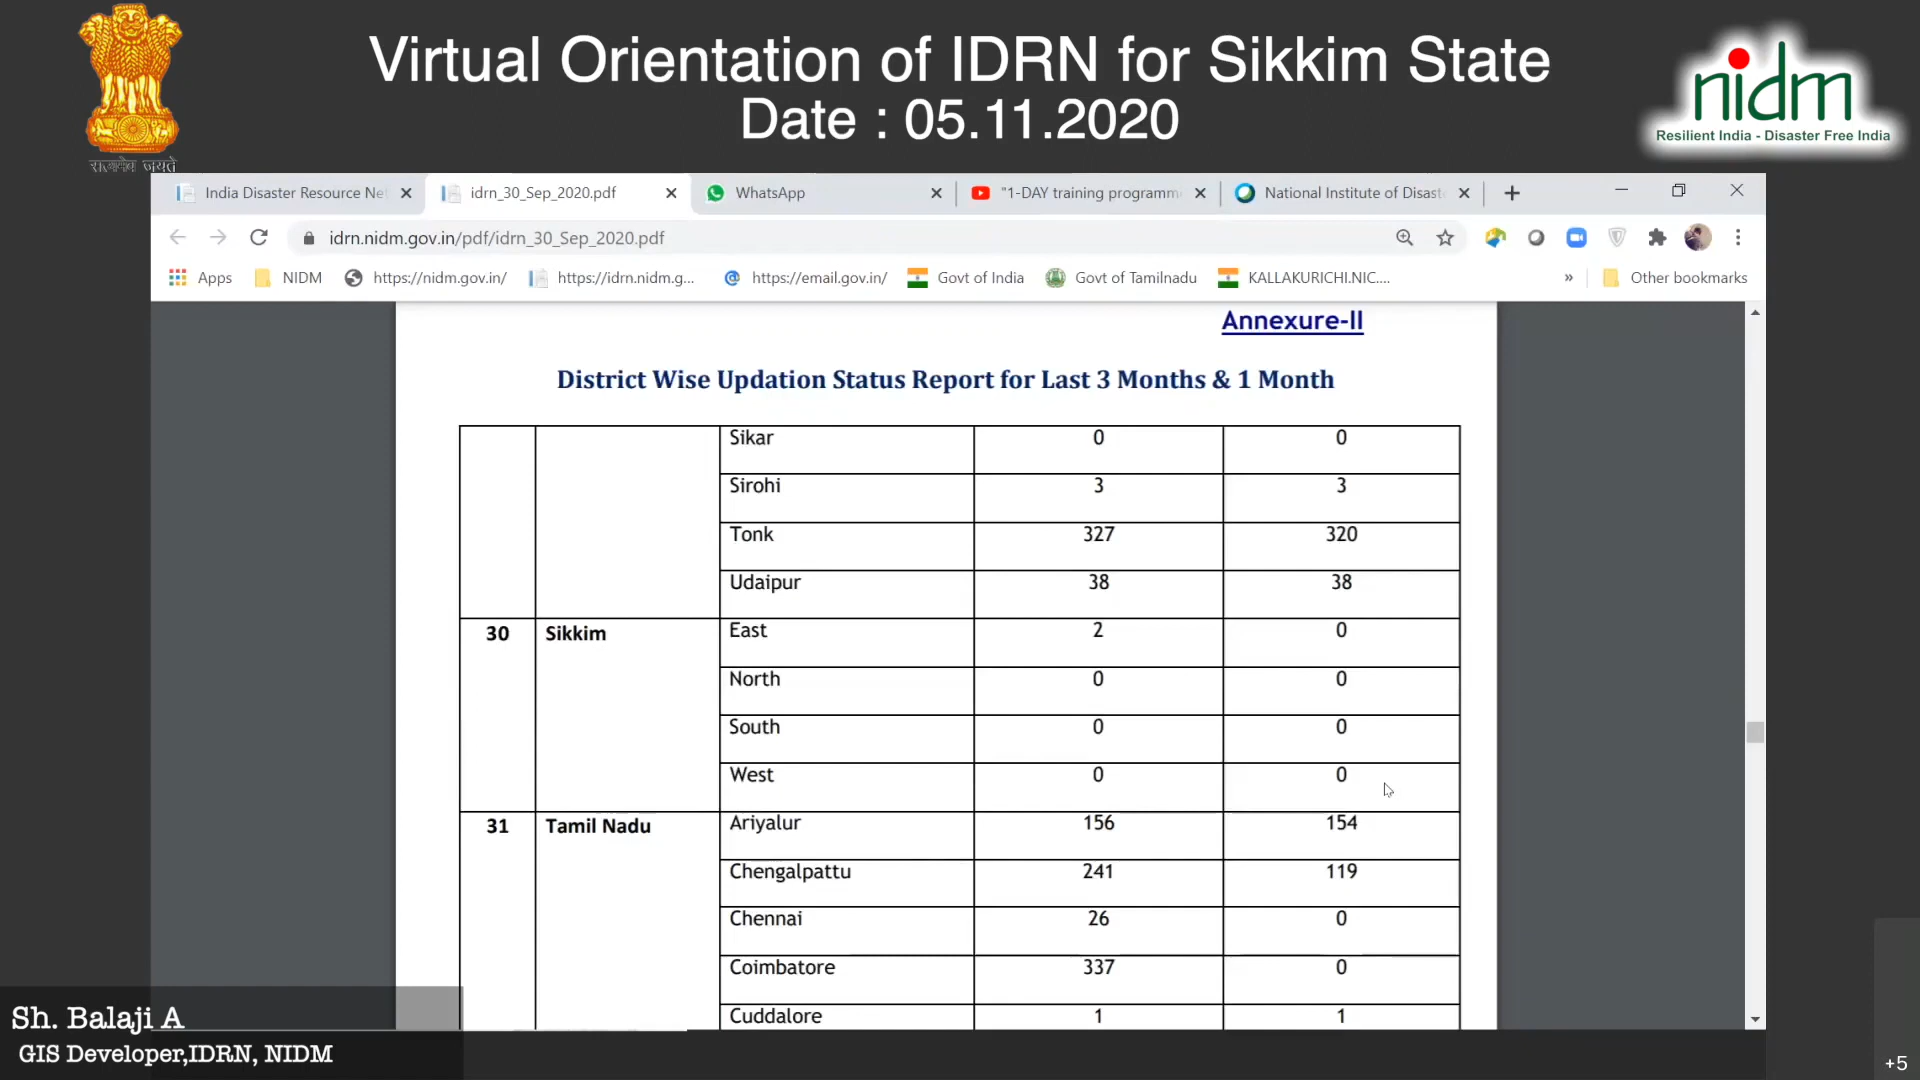 Virtual Orientation of IDRN for Sikkim State
Date : 05.11.2020
सत्यमेव जयते
nidm
Resilient India - Disaster Free India
India Disaster Resource Net
idrn_30_Sep_2020.pdf
WhatsApp
"1-DAY training programm
National Institute of Disast
idrn.nidm.gov.in/pdf/idrn_30_Sep_2020.pdf
Apps NIDM https://nidm.gov.in/ https://idrn.nidm.g... https://email.gov.in/ Govt of India Govt of Tamilnadu KALLAKURICHI.NIC.... » Other bookmarks
Annexure-II
District Wise Updation Status Report for Last 3 Months & 1 Month
Sikar 0 0
Sirohi 3 3
Tonk 327 320
Udaipur 38 38
30 Sikkim East 2 0
North 0 0
South 0 0
West 0 0
31 Tamil Nadu Ariyalur 156 154
Chengalpattu 241 119
Chennai 26 0
Coimbatore 337 0
Cuddalore 1 1
Sh. Balaji A
GIS Developer,IDRN, NIDM
+5